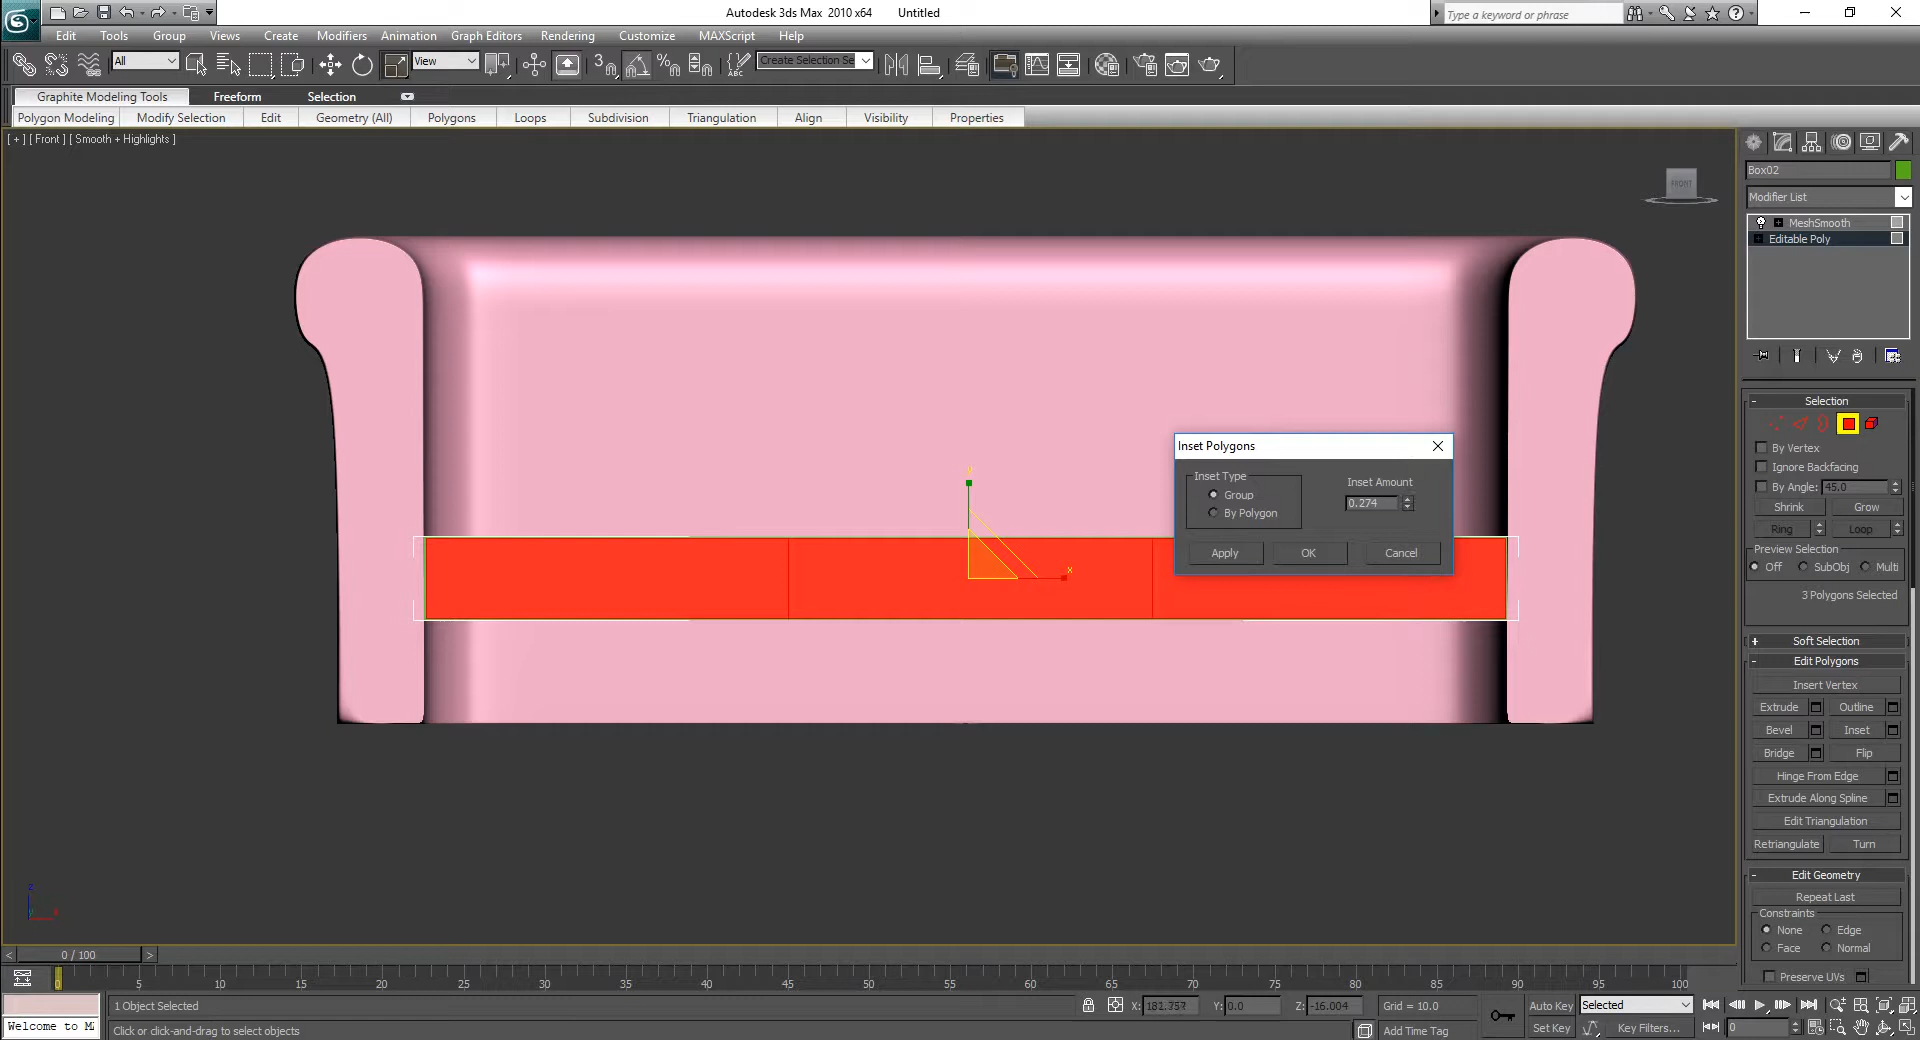 Autodesk 3ds Max 2010 x64 Untitled
Type a keyword or phrase
Edit Tools Group Views Create Modifiers Animation Graph Editors Rendering Customize MAXScript Help
All View Create Selection Se
Graphite Modeling Tools Freeform Selection
Polygon Modeling Modify Selection Edit Geometry (All) Polygons Loops Subdivision Triangulation Align Visibility Properties
[ + ] [ Front ] [ Smooth + Highlights ]
FRONT
Box02
Modifier List
MeshSmooth
Editable Poly
Selection
By Vertex
Ignore Backfacing
By Angle: 45.0
Shrink Grow
Ring Loop
Preview Selection
Off SubObj Multi
3 Polygons Selected
Soft Selection
Edit Polygons
Insert Vertex
Extrude Outline
Bevel Inset
Bridge Flip
Hinge From Edge
Extrude Along Spline
Edit Triangulation
Retriangulate Turn
Edit Geometry
Repeat Last
Constraints
None Edge
Face Normal
Preserve UVs
Inset Polygons
Inset Type
Group
By Polygon
Inset Amount
0.274
Apply OK Cancel
y
x
z
x
0 / 100
0 5 10 15 20 25 30 35 40 45 50 55 60 65 70 75 80 85 90 95 100
1 Object Selected
X: 182.757 Y: 0.0 Z: -16.004 Grid = 10.0
Auto Key Selected
Welcome to M
Click or click-and-drag to select objects
Add Time Tag
Set Key Key Filters... 0